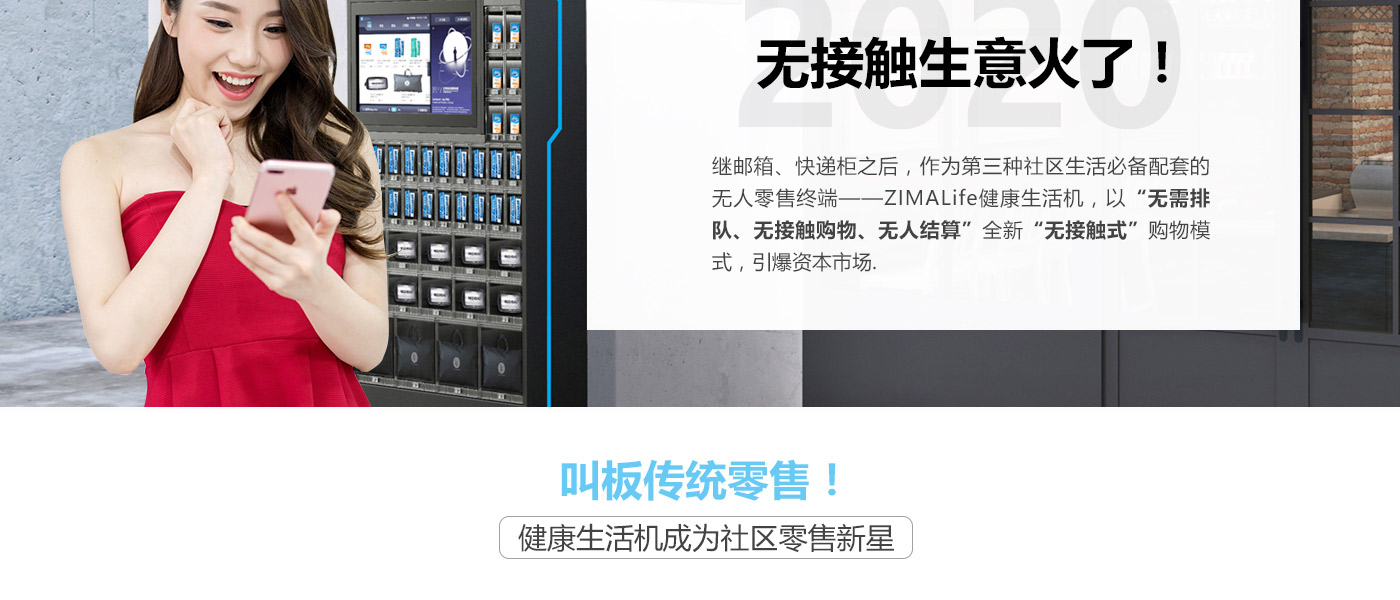 2020
无接触生意火了！
继邮箱、快递柜之后，作为第三种社区生活必备配套的
无人零售终端——ZIMALife健康生活机，以“无需排
队、无接触购物、无人结算”全新“无接触式”购物模
式，引爆资本市场.
叫板传统零售！
健康生活机成为社区零售新星